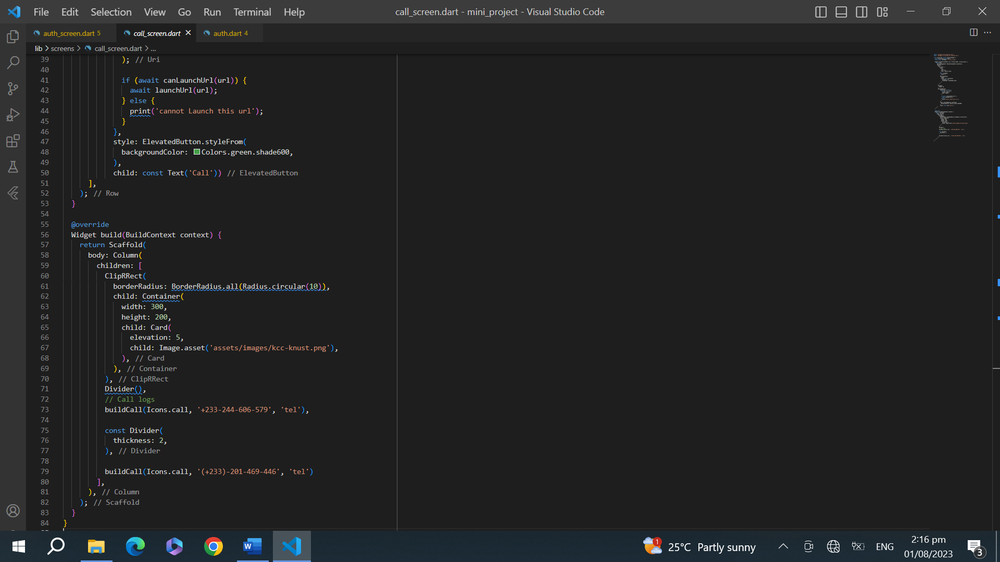 File Edit Selection View Go Run Terminal Help
call_screen.dart - mini_project - Visual Studio Code
auth_screen.dart 5
call_screen.dart
auth.dart 4
lib > screens > call_screen.dart > ...
39 ); // Uri
40
41 if (await canLaunchUrl(url)) {
42 await launchUrl(url);
43 } else {
44 print('cannot Launch this url');
45 }
46 },
47 style: ElevatedButton.styleFrom(
48 backgroundColor: Colors.green.shade600,
49 ),
50 child: const Text('Call')) // ElevatedButton
51 ],
52 ); // Row
53 }
54
55 @override
56 Widget build(BuildContext context) {
57 return Scaffold(
58 body: Column(
59 children: [
60 ClipRRect(
61 borderRadius: BorderRadius.all(Radius.circular(10)),
62 child: Container(
63 width: 300,
64 height: 200,
65 child: Card(
66 elevation: 5,
67 child: Image.asset('assets/images/kcc-knust.png'),
68 ), // Card
69 ), // Container
70 ), // ClipRRect
71 Divider(),
72 // Call logs
73 buildCall(Icons.call, '+233-244-606-579', 'tel'),
74
75 const Divider(
76 thickness: 2,
77 ), // Divider
78
79 buildCall(Icons.call, '(+233)-201-469-446', 'tel')
80 ],
81 ), // Column
82 ); // Scaffold
83 }
84 }
W
1
25°C Partly sunny
ENG
2:16 pm
01/08/2023
3